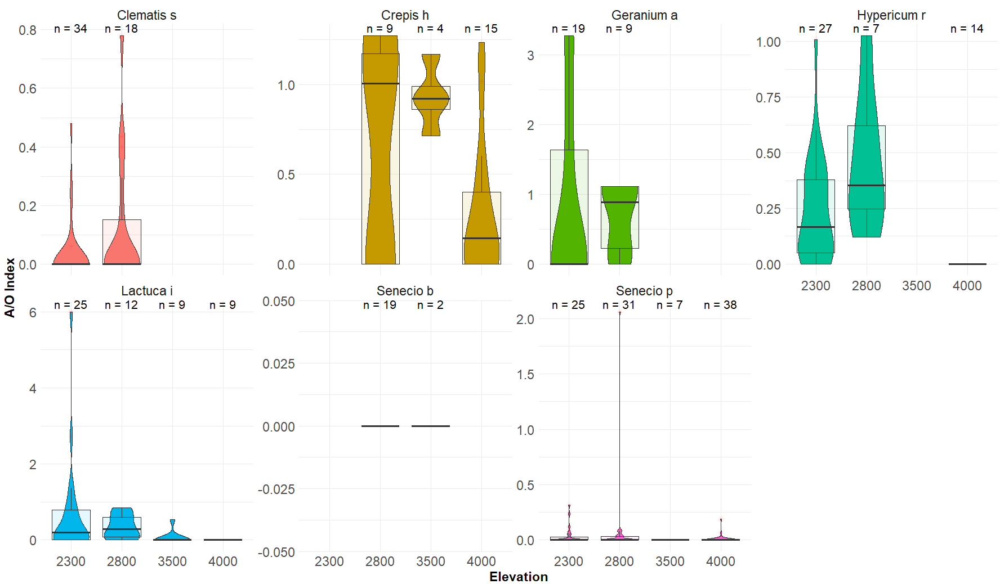 Clematis s
Crepis h
Geranium a
Hypericum r
n = 34 n = 18
n = 9 n = 4 n = 15
n = 19 n = 9
n = 27 n = 7 n = 14
0.8
0.6
0.4
0.2
0.0
1.0
0.5
0.0
3
2
1
0
1.00
0.75
0.50
0.25
0.00
2300 2800 3500 4000
A/O Index
Lactuca i
Senecio b
Senecio p
n = 25 n = 12 n = 9 n = 9
n = 19 n = 2
n = 25 n = 31 n = 7 n = 38
6
4
2
0
0.050
0.025
0.000
-0.025
-0.050
2.0
1.5
1.0
0.5
0.0
2300 2800 3500 4000
2300 2800 3500 4000
2300 2800 3500 4000
Elevation